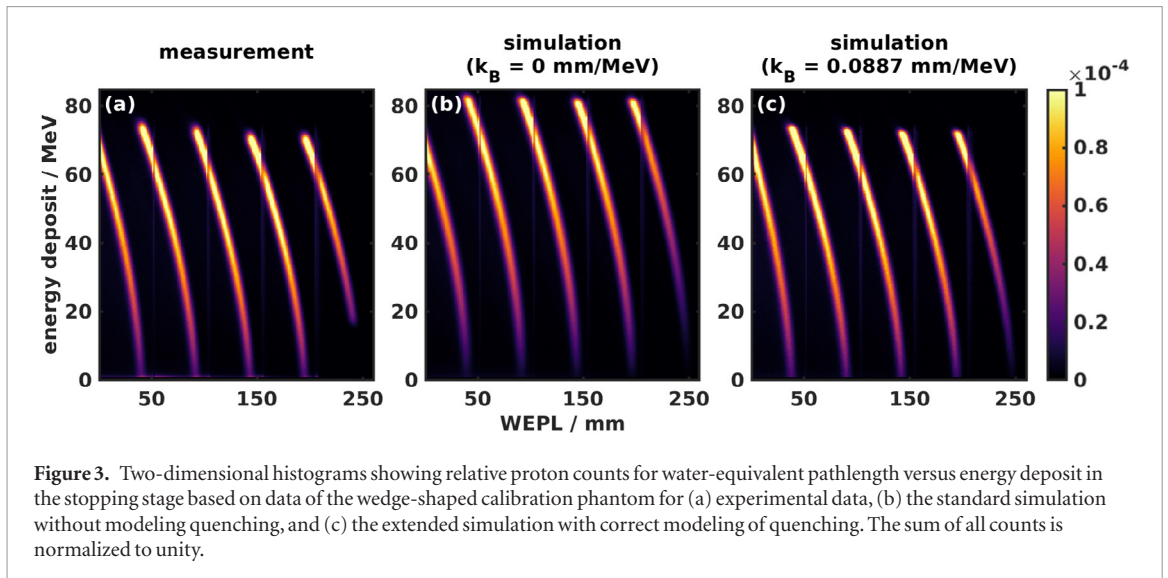 measurement
simulation
(k_B = 0 mm/MeV)
simulation
(k_B = 0.0887 mm/MeV)
×10⁻⁴
(a)
(b)
(c)
energy deposit / MeV
80
60
40
20
0
80
60
40
20
0
80
60
40
20
0
1
0.8
0.6
0.4
0.2
0
50
150
250
50
150
250
50
150
250
WEPL / mm
Figure 3. Two-dimensional histograms showing relative proton counts for water-equivalent pathlength versus energy deposit in
the stopping stage based on data of the wedge-shaped calibration phantom for (a) experimental data, (b) the standard simulation
without modeling quenching, and (c) the extended simulation with correct modeling of quenching. The sum of all counts is
normalized to unity.